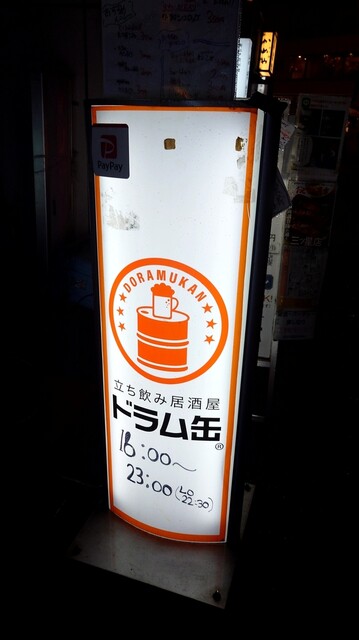 PayPay
★★★DORAMUKAN★★★
立ち飲み居酒屋
ドラム缶®
16:00〜
23:00(LO 22:30)